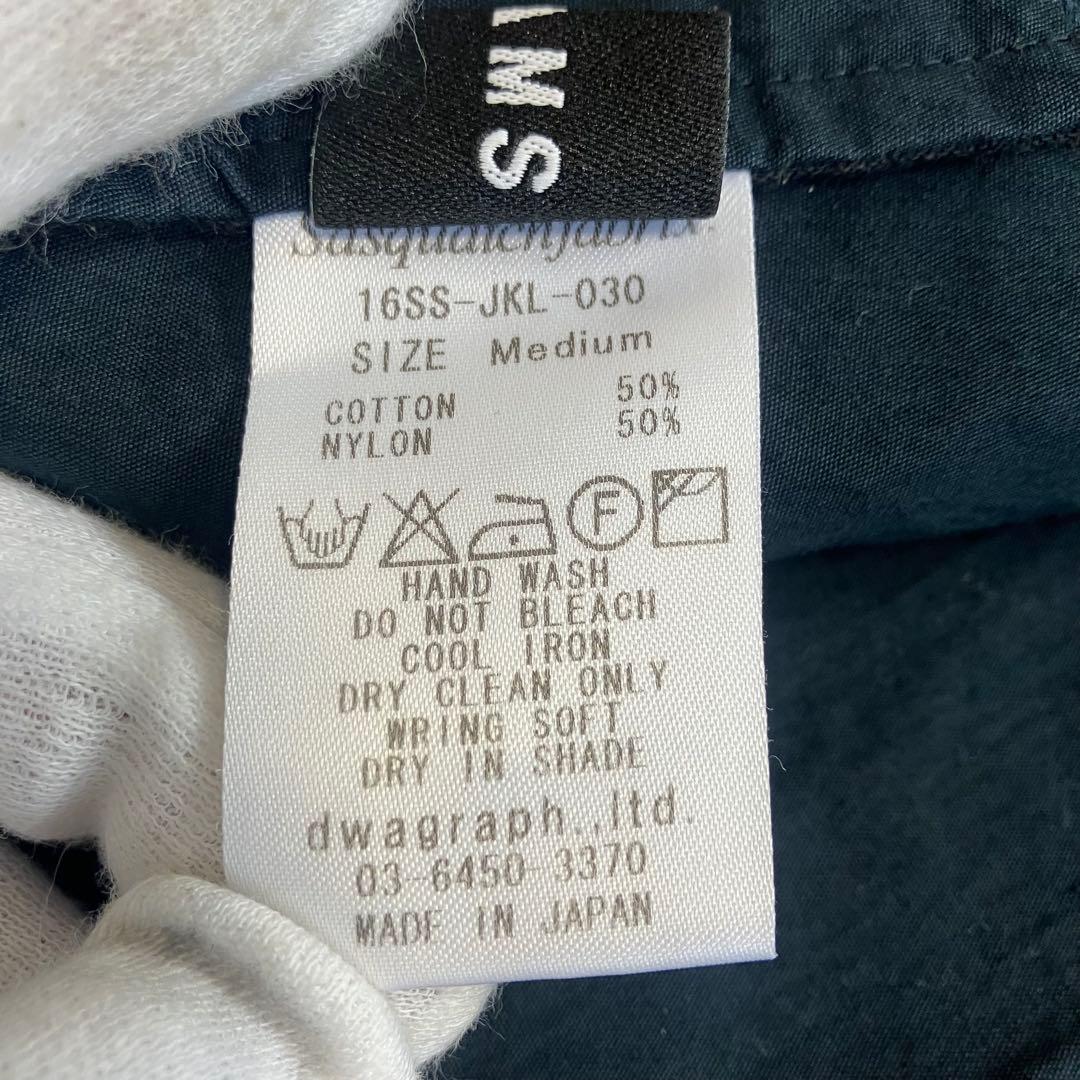 AMS
Sasquatchfabrix.
16SS-JKL-030
SIZE Medium
COTTON 50%
NYLON 50%
F
HAND WASH
DO NOT BLEACH
COOL IRON
DRY CLEAN ONLY
WRING SOFT
DRY IN SHADE
dwagraph.,ltd.
03-6450-3370
MADE IN JAPAN